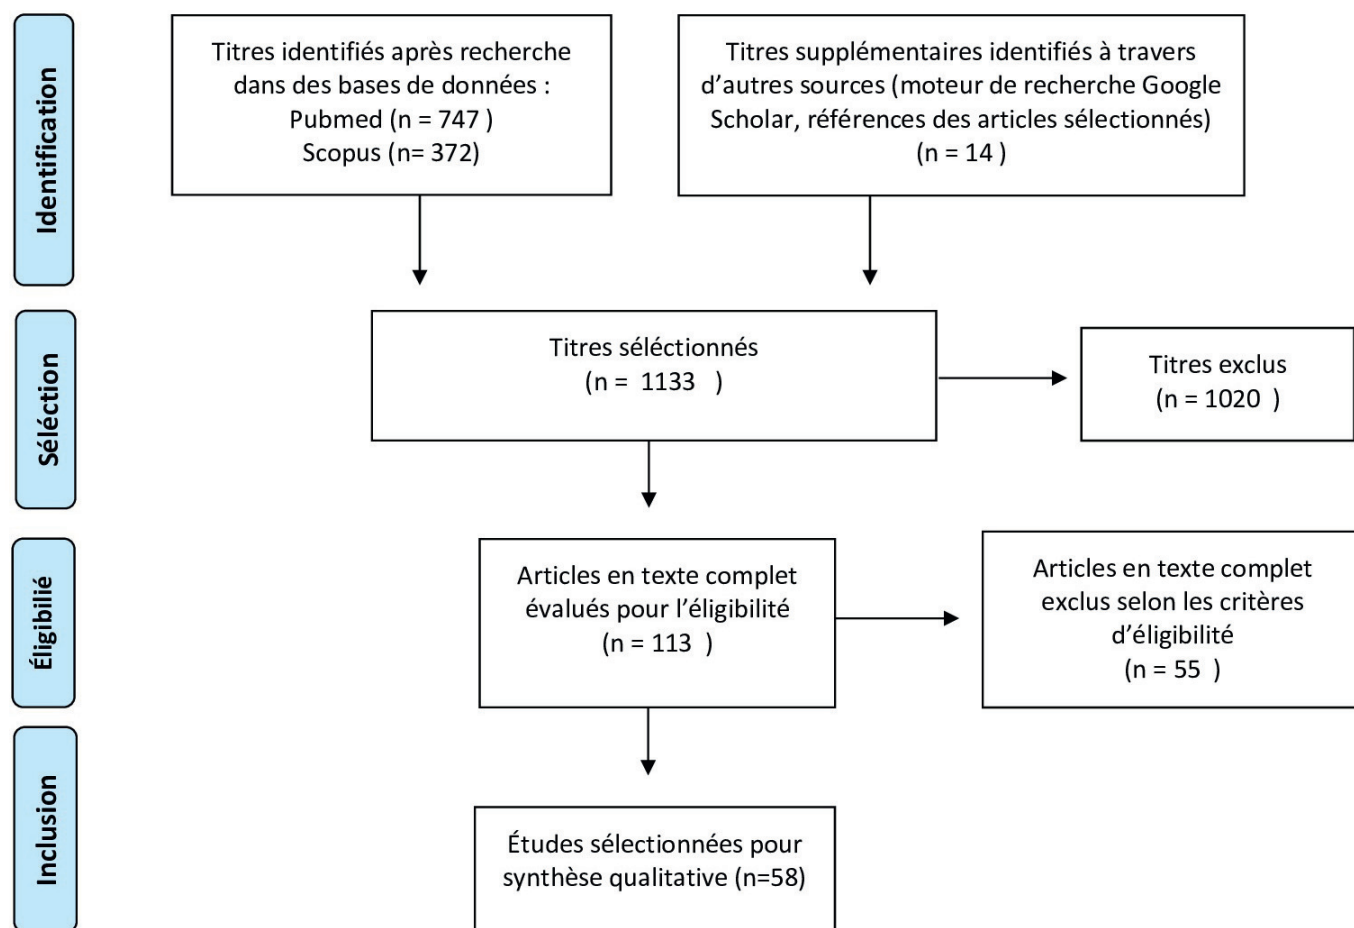 Identification
Titres identifiés après recherche
dans des bases de données :
Pubmed (n = 747 )
Scopus (n= 372)
Titres supplémentaires identifiés à travers
d’autres sources (moteur de recherche Google
Scholar, références des articles sélectionnés)
(n = 14 )
Séléction
Titres séléctionnés
(n =  1133   )
Titres exclus
(n = 1020  )
Éligibilié
Articles en texte complet
évalués pour l’éligibilité
(n = 113  )
Articles en texte complet
exclus selon les critères
d’éligibilité
(n = 55  )
Inclusion
Études sélectionnées pour
synthèse qualitative (n=58)